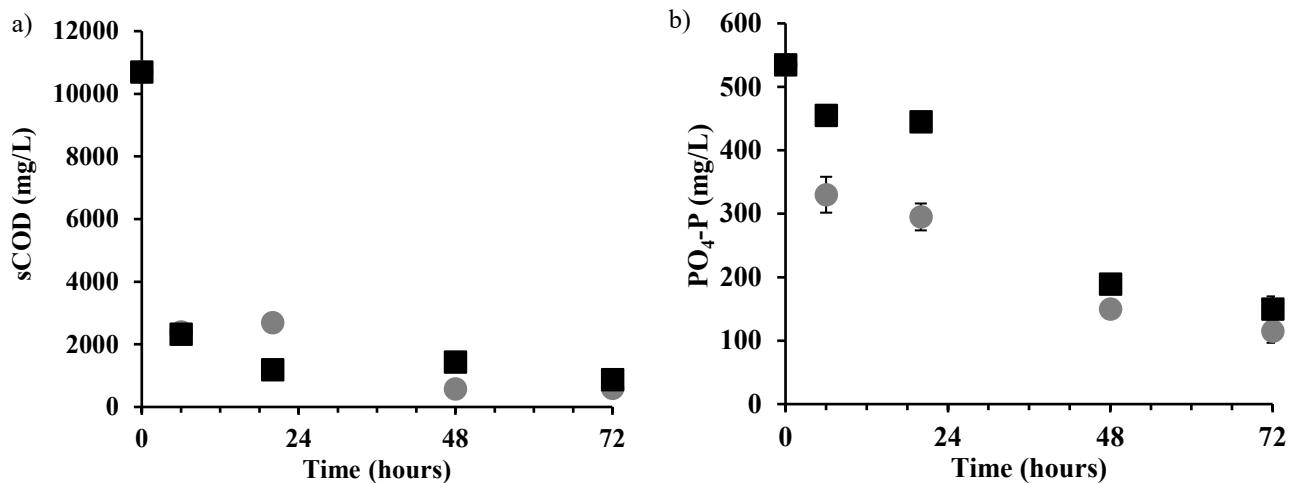 a)
sCOD (mg/L)
12000
10000
8000
6000
4000
2000
0
0 24 48 72
Time (hours)
b)
PO₄-P (mg/L)
600
500
400
300
200
100
0
0 24 48 72
Time (hours)